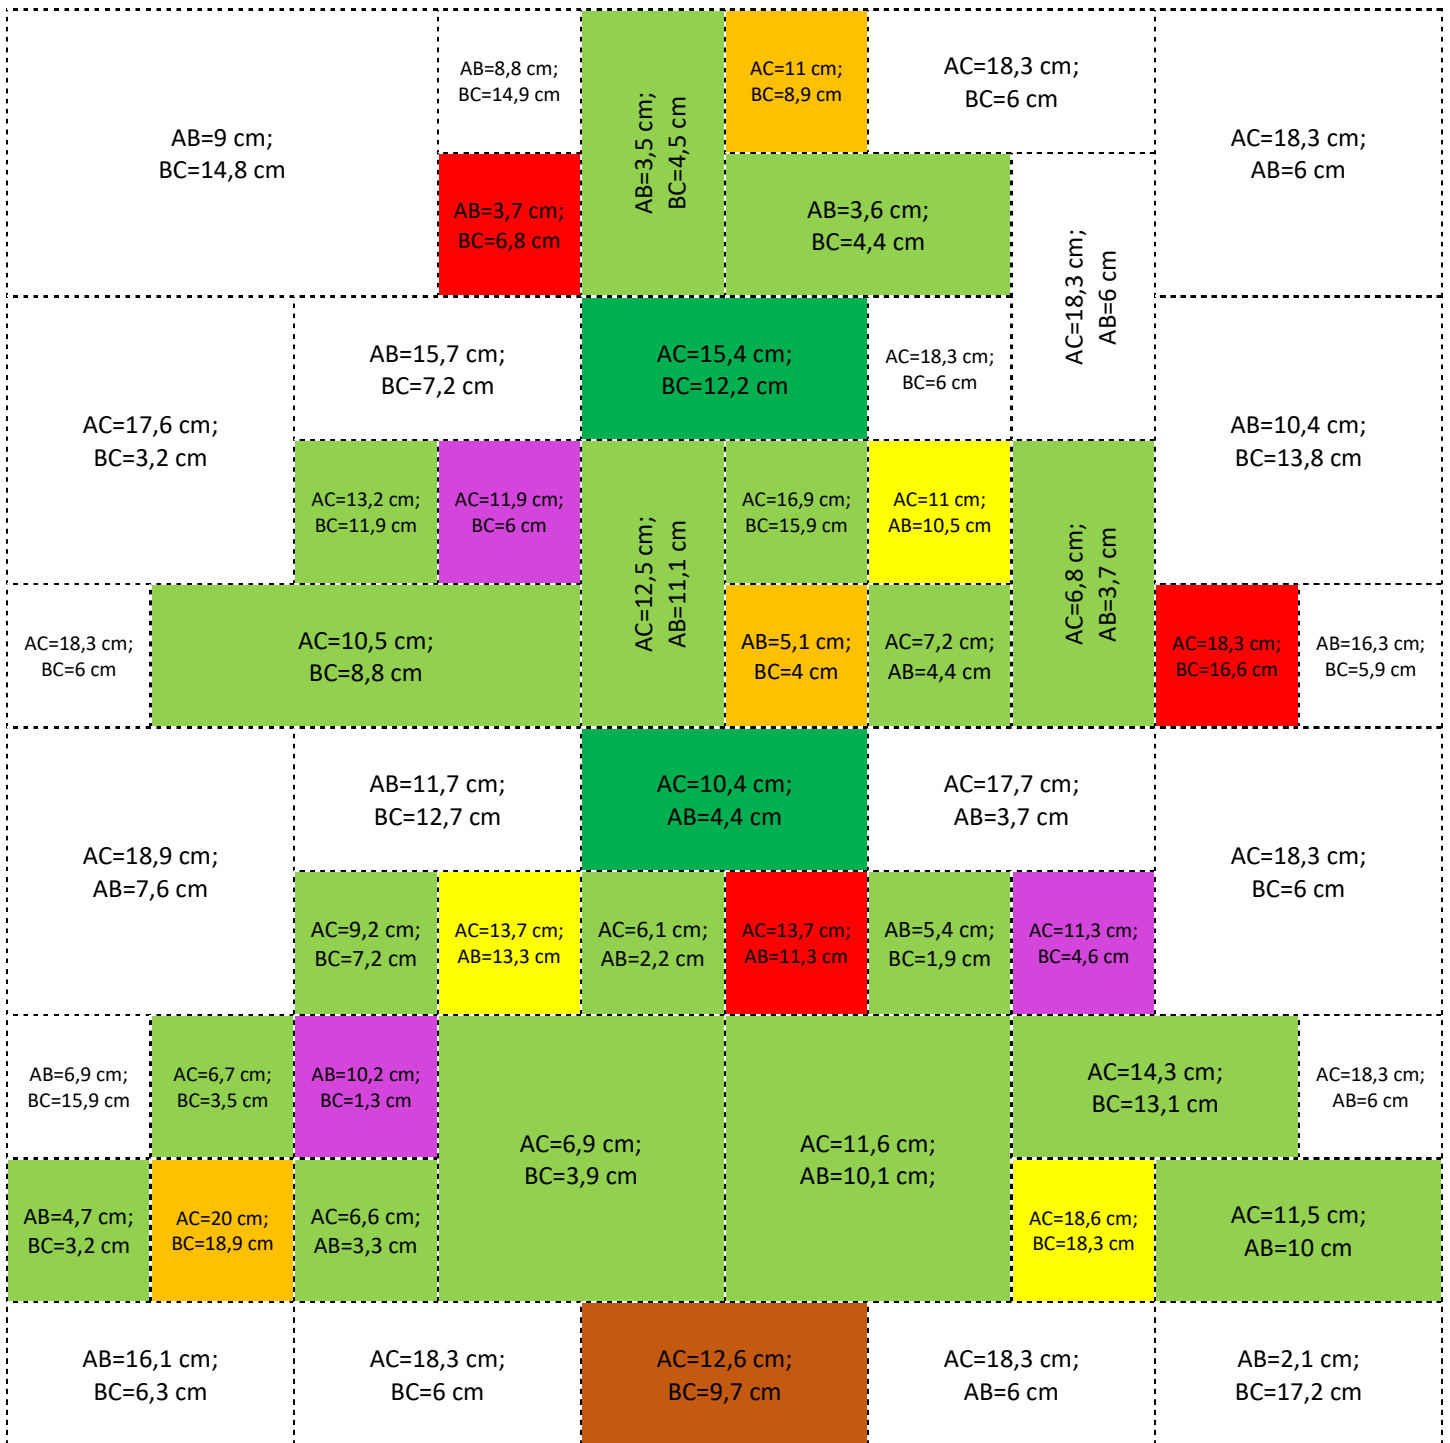 AB=9 cm;
BC=14,8 cm
AB=8,8 cm;
BC=14,9 cm
AB=3,5 cm;
BC=4,5 cm
AC=11 cm;
BC=8,9 cm
AC=18,3 cm;
BC=6 cm
AC=18,3 cm;
AB=6 cm
AB=3,7 cm;
BC=6,8 cm
AB=3,6 cm;
BC=4,4 cm
AC=18,3 cm;
AB=6 cm
AC=17,6 cm;
BC=3,2 cm
AB=15,7 cm;
BC=7,2 cm
AC=15,4 cm;
BC=12,2 cm
AC=18,3 cm;
BC=6 cm
AB=10,4 cm;
BC=13,8 cm
AC=13,2 cm;
BC=11,9 cm
AC=11,9 cm;
BC=6 cm
AC=12,5 cm;
AB=11,1 cm
AC=16,9 cm;
BC=15,9 cm
AC=11 cm;
AB=10,5 cm
AC=6,8 cm;
AB=3,7 cm
AC=18,3 cm;
BC=6 cm
AC=10,5 cm;
BC=8,8 cm
AB=5,1 cm;
BC=4 cm
AC=7,2 cm;
AB=4,4 cm
AC=18,3 cm;
BC=16,6 cm
AB=16,3 cm;
BC=5,9 cm
AC=18,9 cm;
AB=7,6 cm
AB=11,7 cm;
BC=12,7 cm
AC=10,4 cm;
AB=4,4 cm
AC=17,7 cm;
AB=3,7 cm
AC=18,3 cm;
BC=6 cm
AC=9,2 cm;
BC=7,2 cm
AC=13,7 cm;
AB=13,3 cm
AC=6,1 cm;
AB=2,2 cm
AC=13,7 cm;
AB=11,3 cm
AB=5,4 cm;
BC=1,9 cm
AC=11,3 cm;
BC=4,6 cm
AB=6,9 cm;
BC=15,9 cm
AC=6,7 cm;
BC=3,5 cm
AB=10,2 cm;
BC=1,3 cm
AC=6,9 cm;
BC=3,9 cm
AC=11,6 cm;
AB=10,1 cm;
AC=14,3 cm;
BC=13,1 cm
AC=18,3 cm;
AB=6 cm
AB=4,7 cm;
BC=3,2 cm
AC=20 cm;
BC=18,9 cm
AC=6,6 cm;
AB=3,3 cm
AC=18,6 cm;
BC=18,3 cm
AC=11,5 cm;
AB=10 cm
AB=16,1 cm;
BC=6,3 cm
AC=18,3 cm;
BC=6 cm
AC=12,6 cm;
BC=9,7 cm
AC=18,3 cm;
AB=6 cm
AB=2,1 cm;
BC=17,2 cm